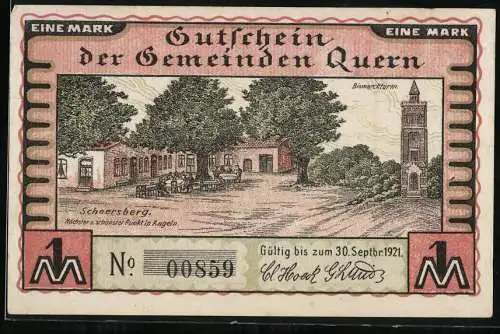 EINE MARK
EINE MARK
Gutschein
der Gemeinden Quern
Bismarckturm.
Scheersberg.
Höchster u. schönster Punkt in Angeln.
1
M
1
M
No 00859
Gültig bis zum 30. Septbr. 1921.